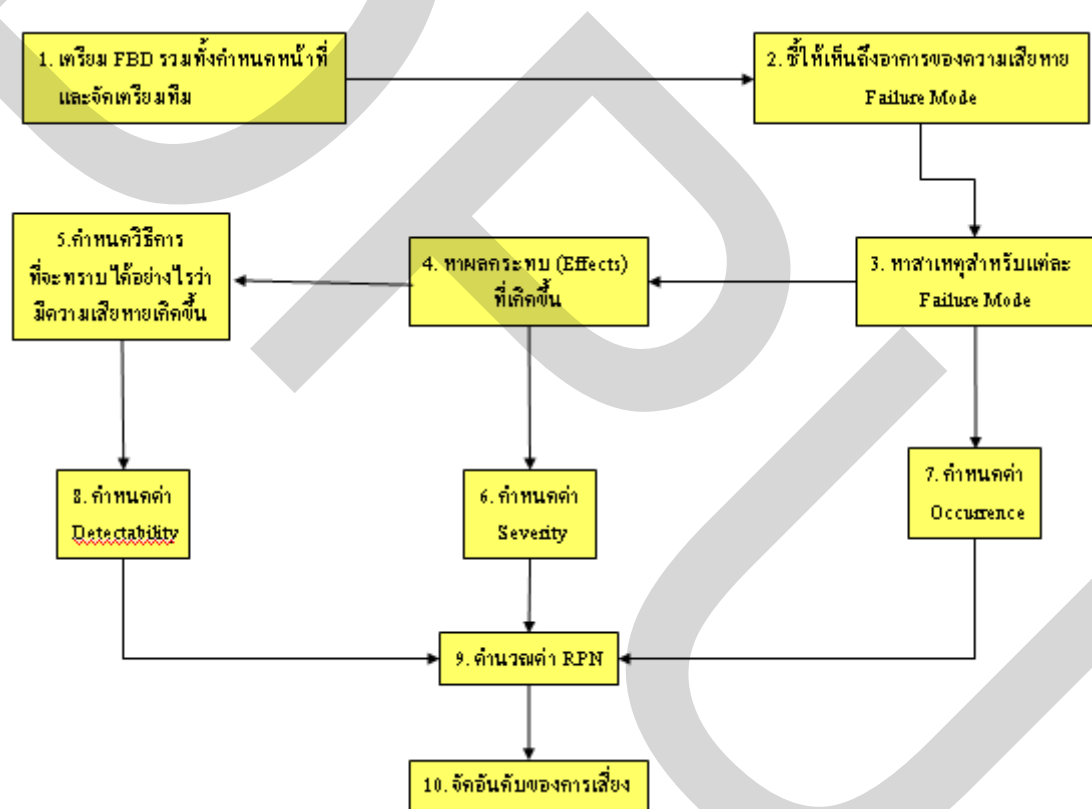 1. เตรียม FBD รวมทั้งกำหนดหน้าที่
และจัดเตรียมทีม
2. ชี้ให้เห็นถึงอาการของความเสียหาย
Failure Mode
3. หาสาเหตุสำหรับแต่ละ
Failure Mode
4. หาผลกระทบ (Effects)
ที่เกิดขึ้น
5.กำหนดวิธีการ
ที่จะทราบได้อย่างไรว่า
มีความเสียหายเกิดขึ้น
6. กำหนดค่า
Severity
7. กำหนดค่า
Occurrence
8. กำหนดค่า
Detectability
9. คำนวณค่า RPN
10. จัดอันดับของการเสี่ยง